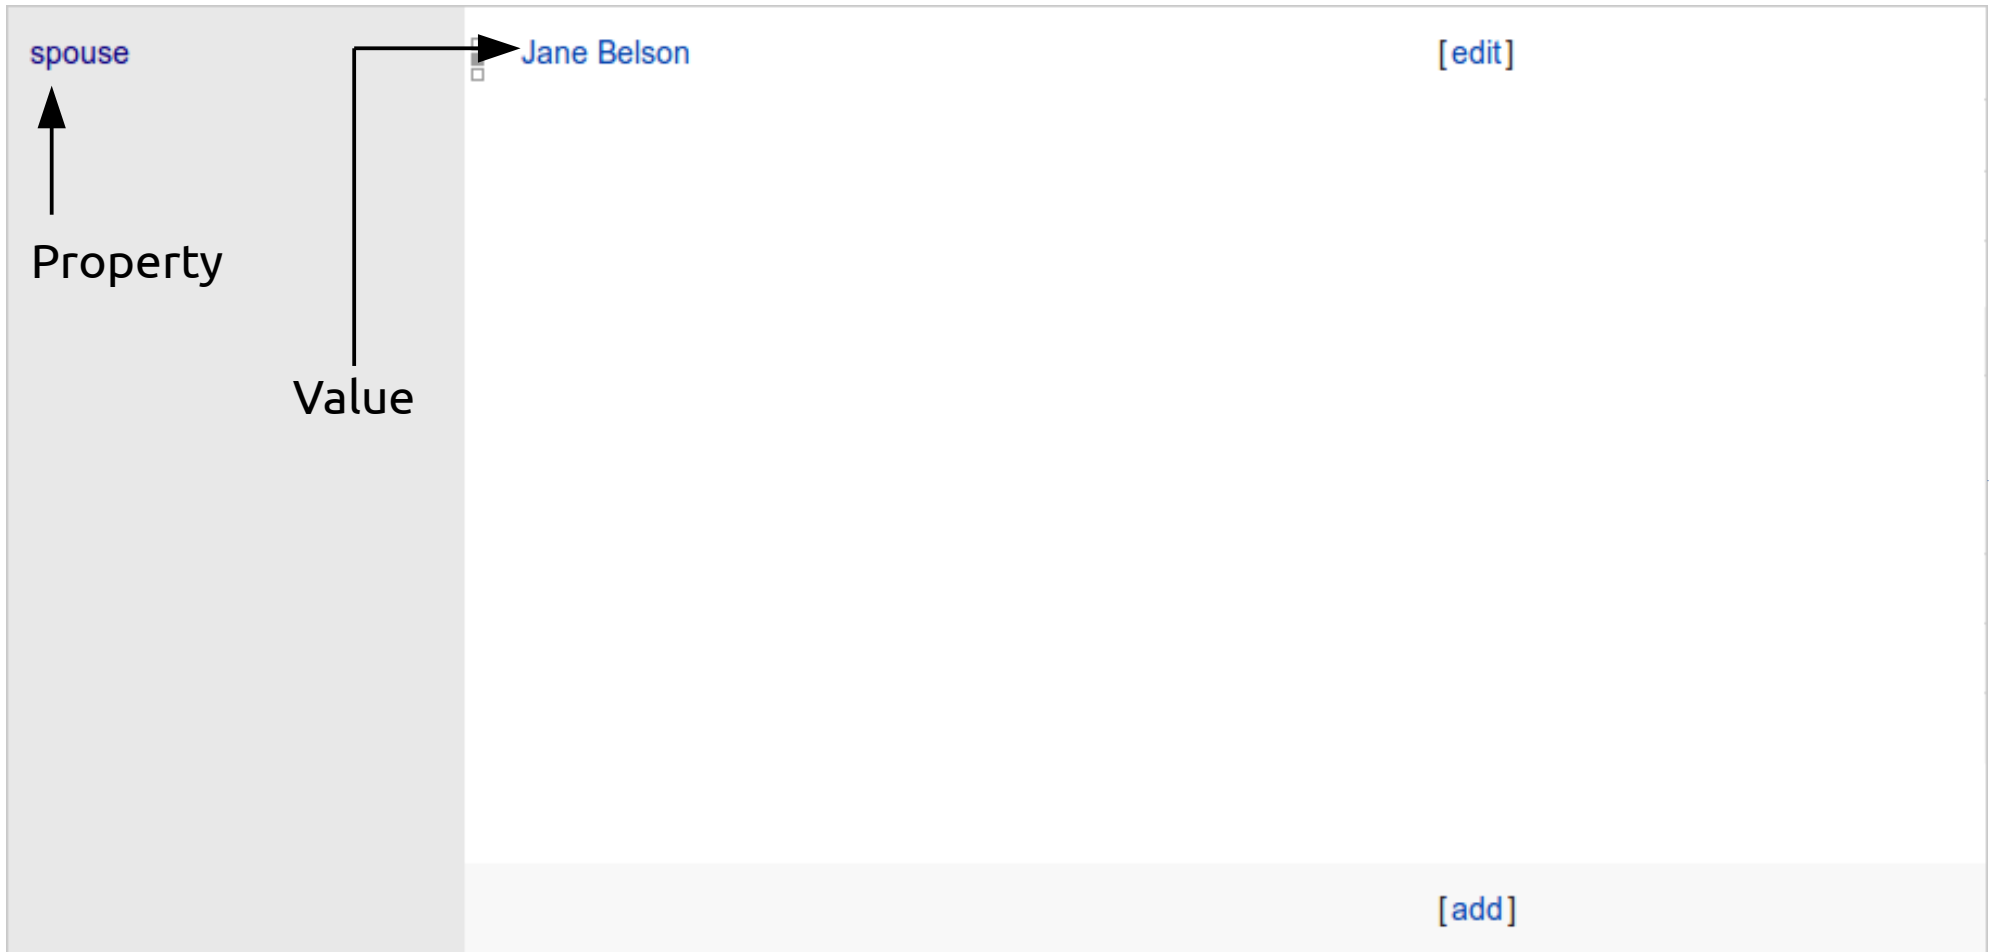 spouse
Jane Belson
[edit]
Property
Value
[add]